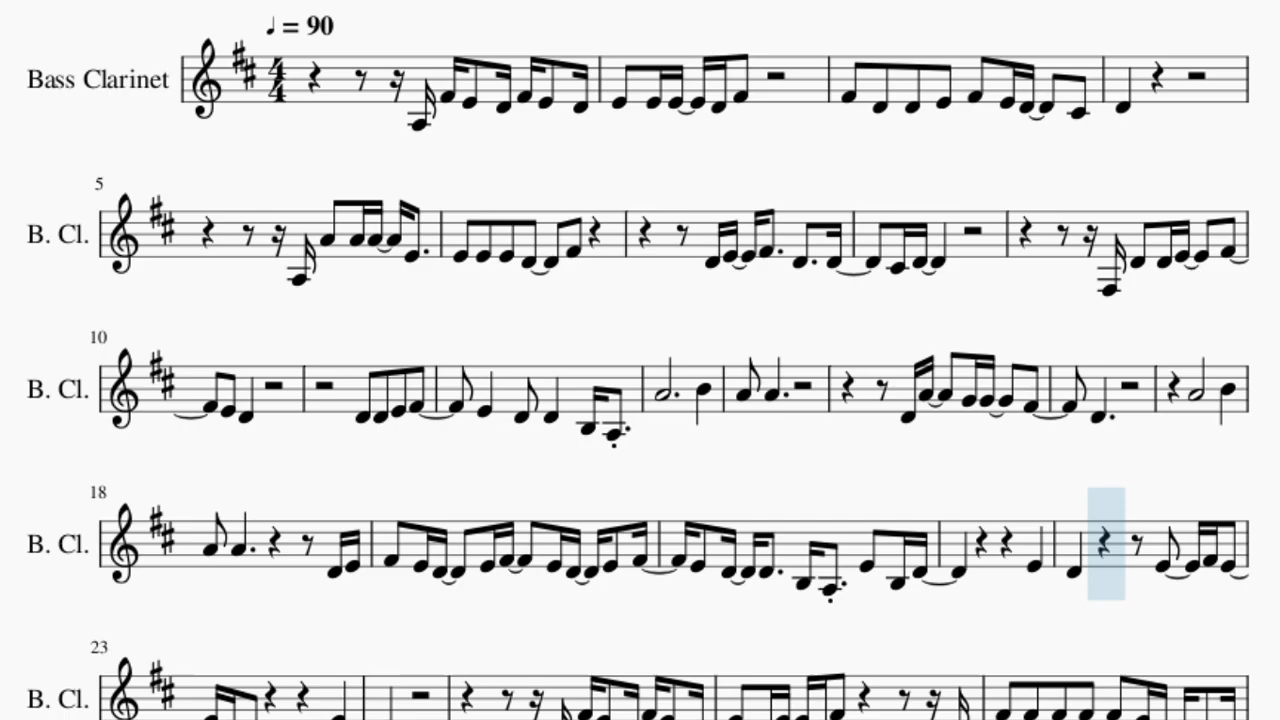 ♩ = 90
Bass Clarinet
4
4
5
B. Cl.
10
B. Cl.
18
B. Cl.
23
B. Cl.